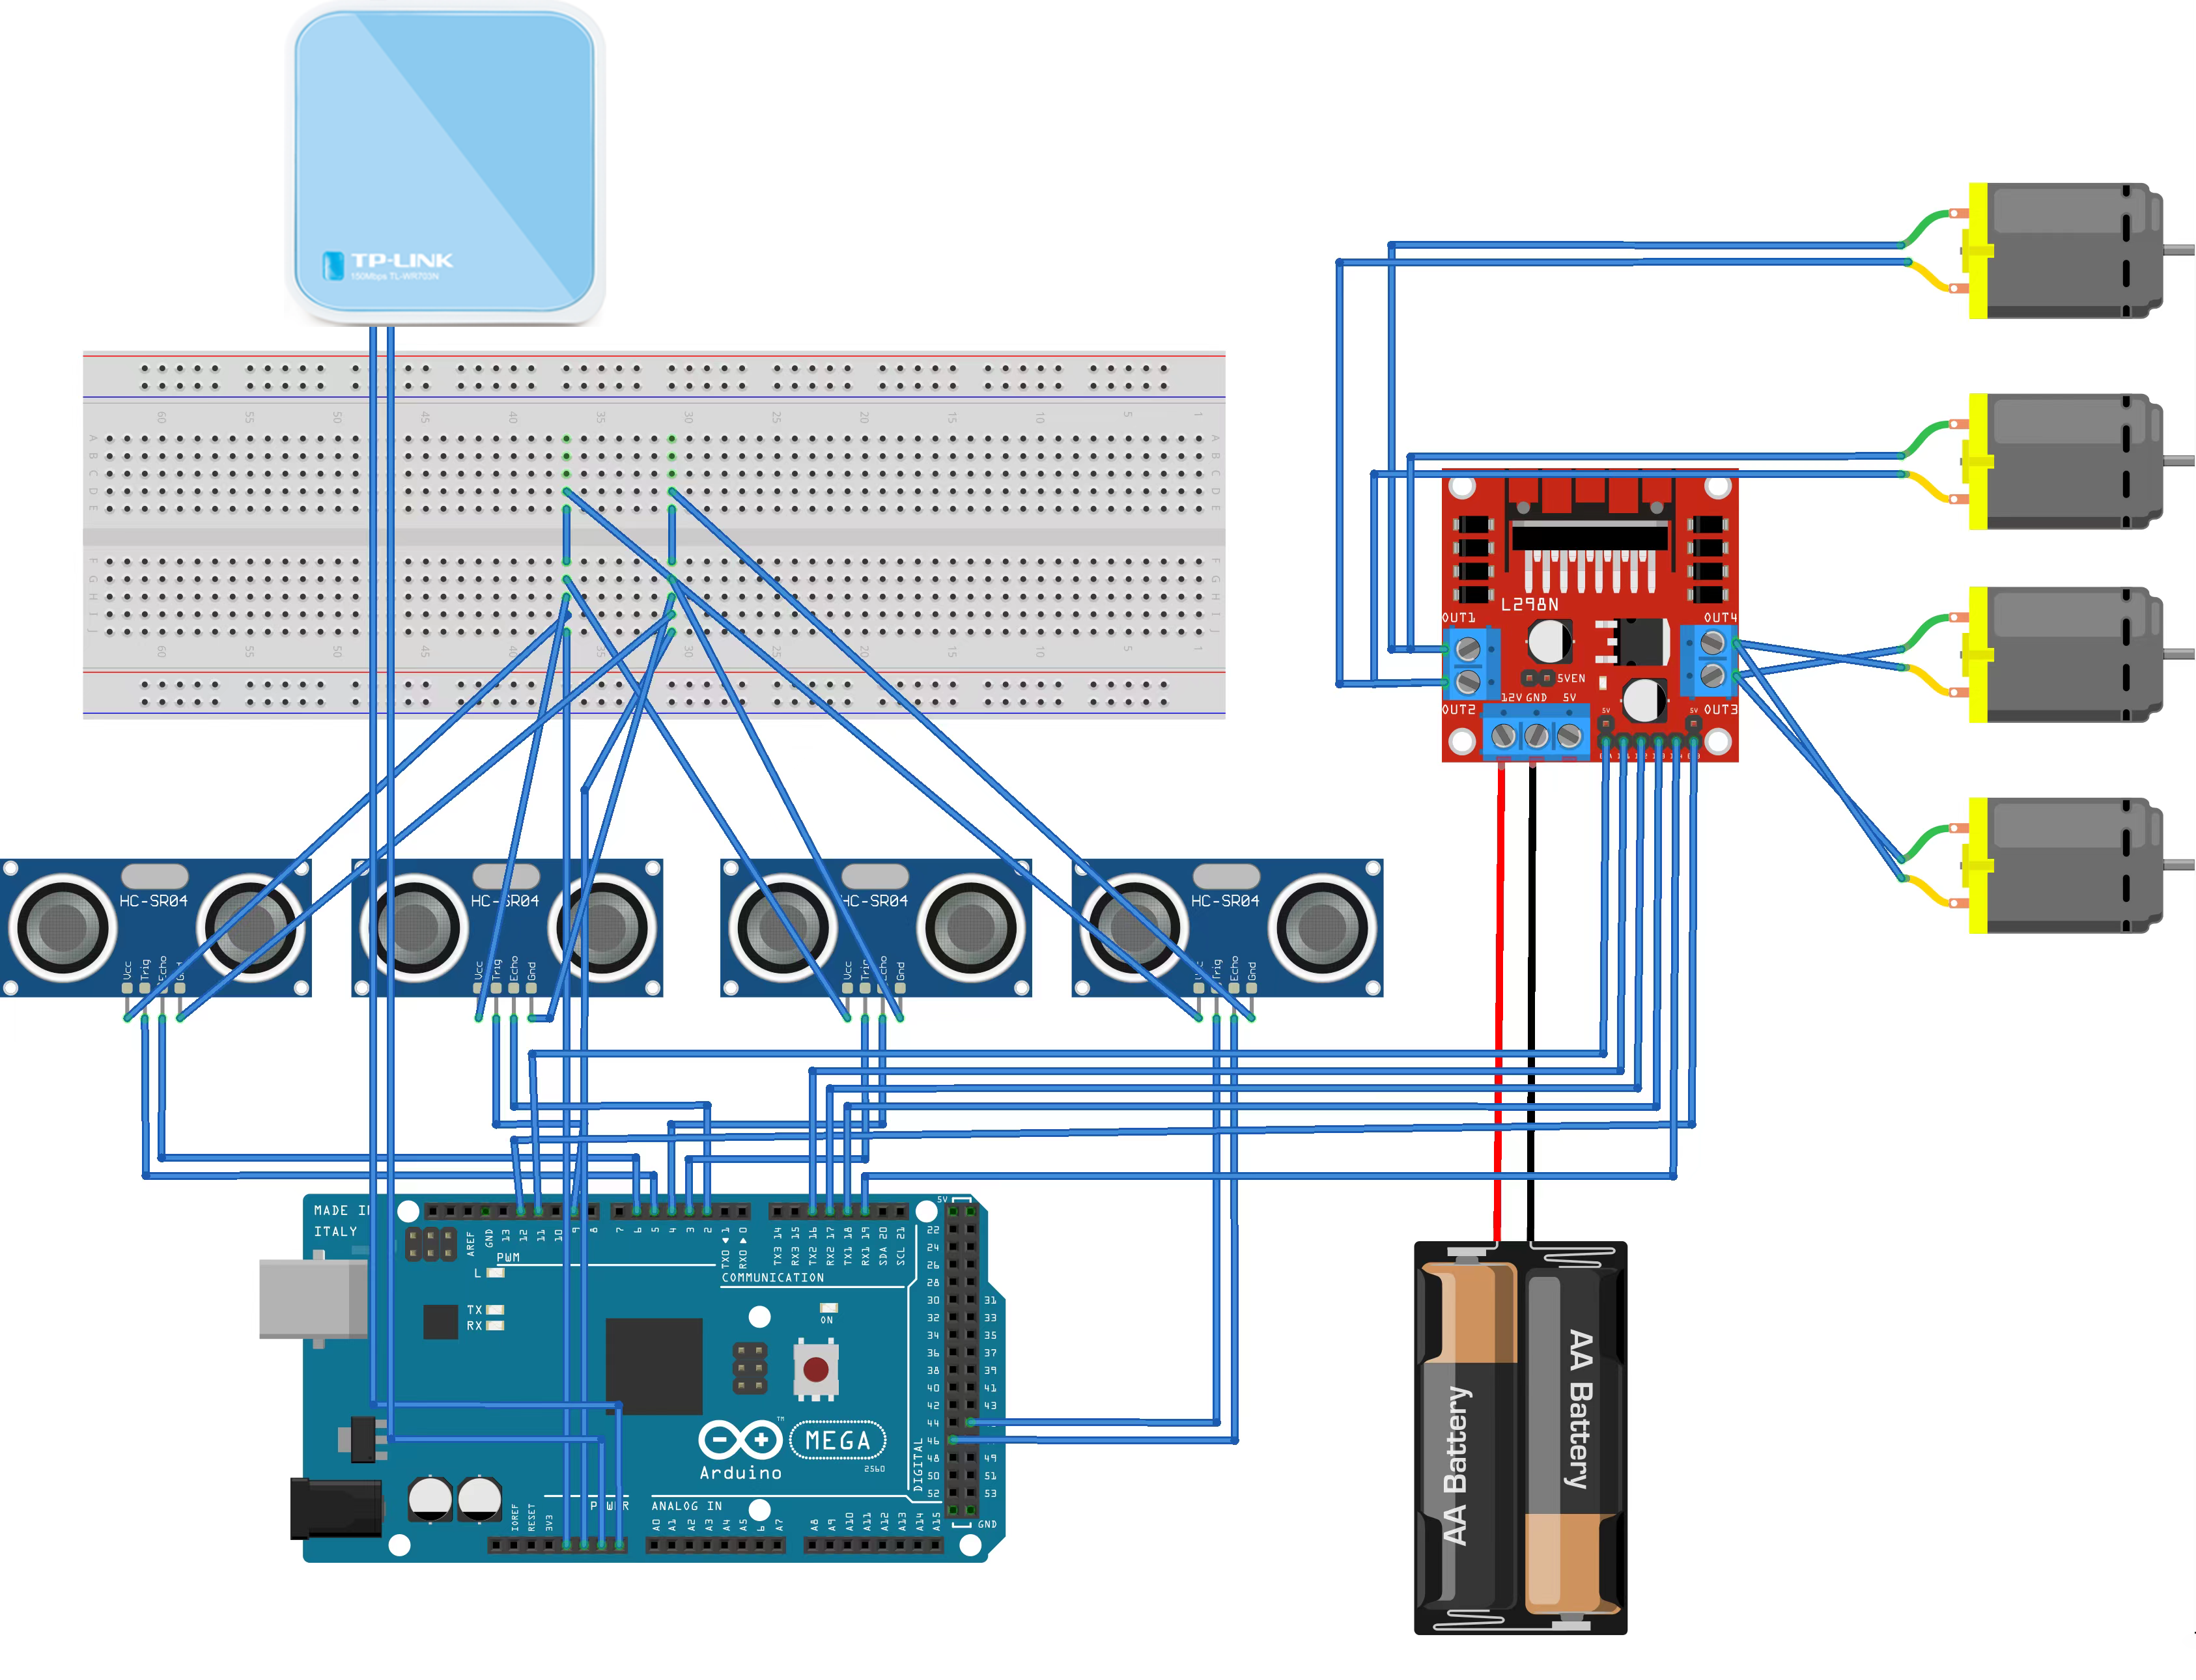 TP-LINK
150Mbps TL-WR703N
60 55 50 45 40 35 30 25 20 15 10 5 1
A A
B B
C C
D D
E E
F F
G G
H H
I I
J J
60 55 50 45 40 35 30 25 20 15 10 5 1
L298N
OUT1 OUT4
5VEN
12V GND 5V
OUT2 OUT3
5V 5V
HC-SR04 HC-SR04 HC-SR04 HC-SR04
Vcc Trig Echo Gnd
Vcc Trig Echo Gnd
Vcc Trig Echo Gnd
Trig Echo Gnd
MADE IN
ITALY
AREF GND 13 12 11 10 9 8
7 6 5 4 3 2 TX0 ▶ 1 RX0 ◀ 0
TX3 14 RX3 15 TX2 16 RX2 17 TX1 18 RX1 19 SDA 20 SCL 21
PWM
COMMUNICATION
L
TX
RX
ON
5V
22
24
26
28
30 31
32 33
34 35
36 37
38 39
40 41
42 43
44
46
48 49
50 51
52 53
GND
DIGITAL
MEGA
2560
Arduino
TM
POWER
ANALOG IN
IOREF RESET 3V3
A0 A1 A2 A3 A4 A5 6 A7
A8 A9 A10 A11 A12 A13 A14 A15
AA Battery
AA Battery